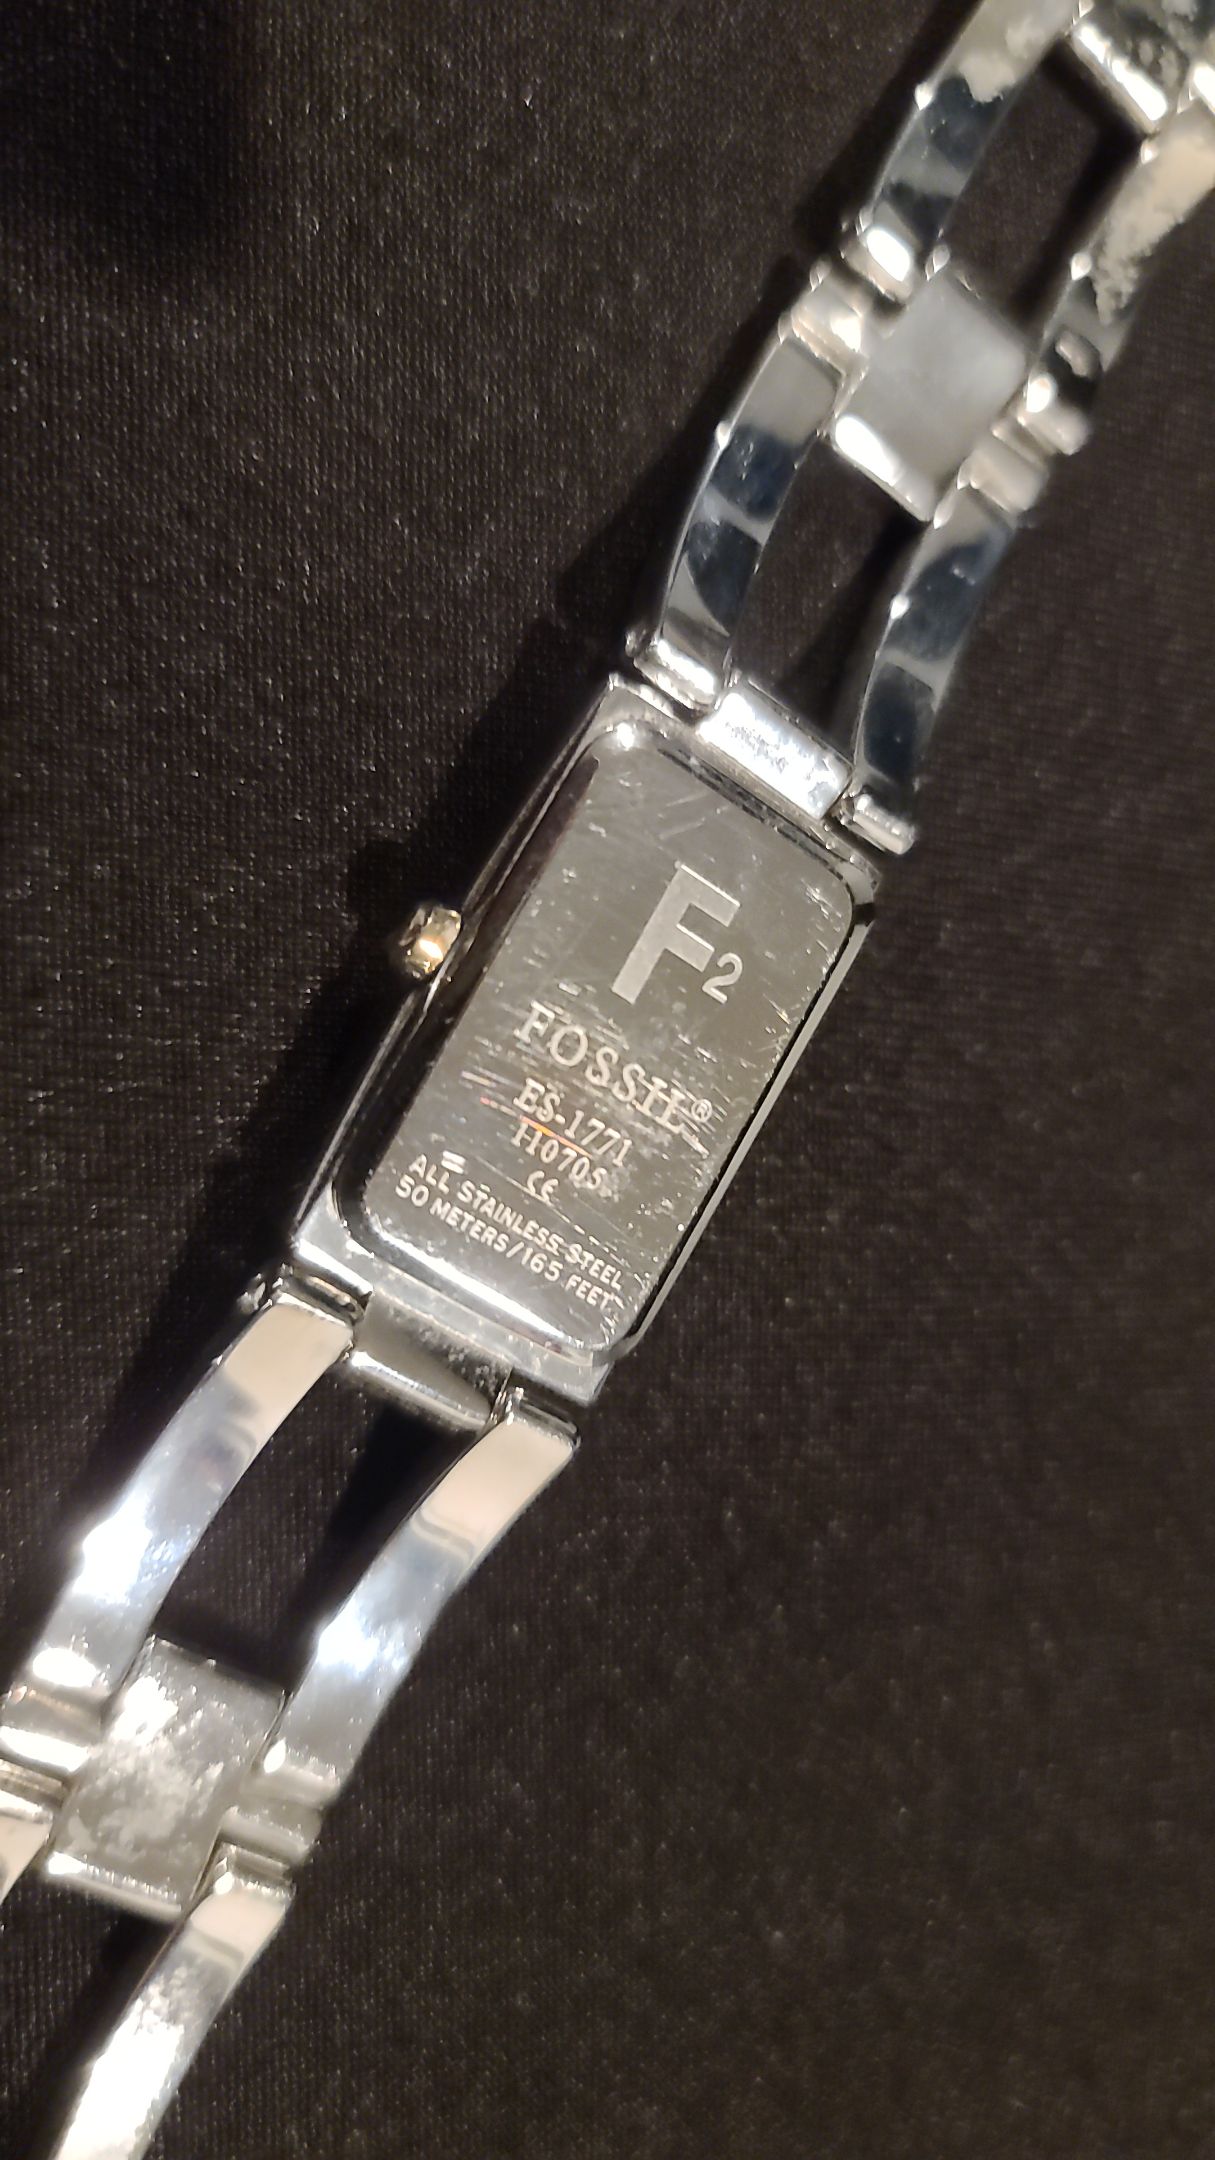 F2
FOSSIL®
ES-1771
110705
CE
ALL STAINLESS STEEL
50 METERS/165 FEET